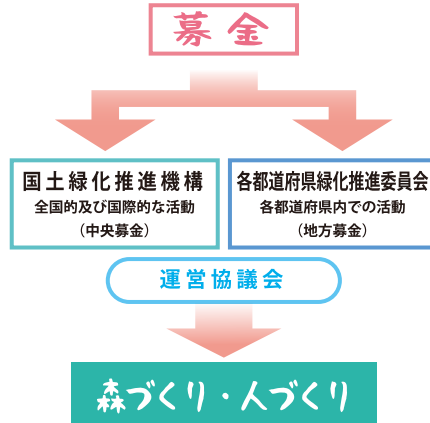 募金
国土緑化推進機構
全国的及び国際的な活動
（中央募金）
各都道府県緑化推進委員会
各都道府県内での活動
（地方募金）
運営協議会
森づくり・人づくり